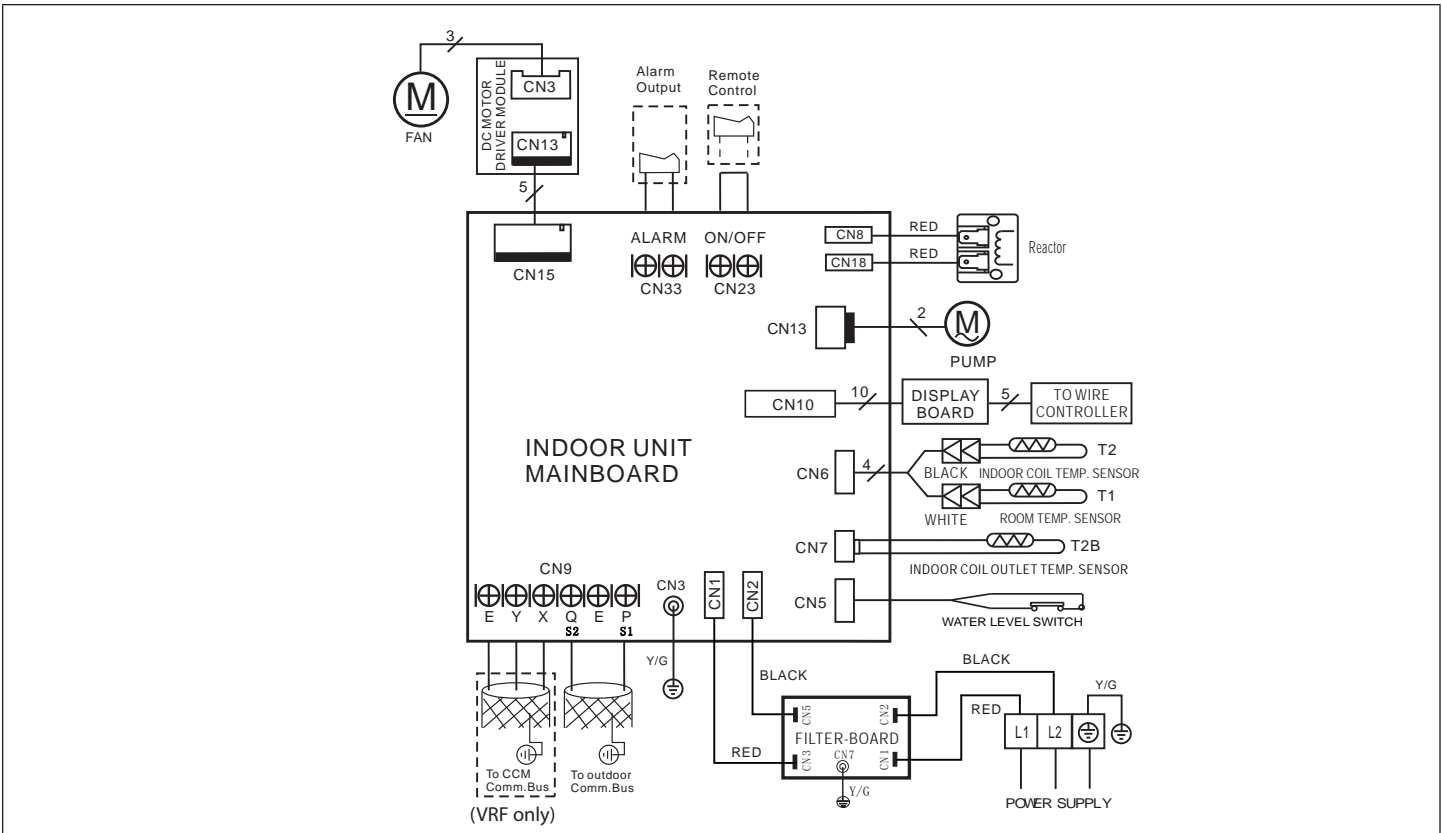 3
M
FAN
DC MOTOR
DRIVER MODULE
CN3
CN13
5
Alarm
Output
Remote
Control
CN15
ALARM
CN33
ON/OFF
CN23
CN8
RED
CN18
RED
Reactor
CN13
2
M
PUMP
CN10
10
DISPLAY
BOARD
5
TO WIRE
CONTROLLER
INDOOR UNIT
MAINBOARD
CN6
4
BLACK
T2
INDOOR COIL TEMP. SENSOR
WHITE
T1
ROOM TEMP. SENSOR
CN7
T2B
INDOOR COIL OUTLET TEMP. SENSOR
CN5
WATER LEVEL SWITCH
CN9
E Y X Q E P
S2 S1
CN3
Y/G
CN1
CN2
BLACK
RED
To CCM
Comm.Bus
(VRF only)
To outdoor
Comm.Bus
CN5
CN2
FILTER-BOARD
CN3
CN7
CN1
Y/G
BLACK
RED
Y/G
L1
L2
POWER SUPPLY